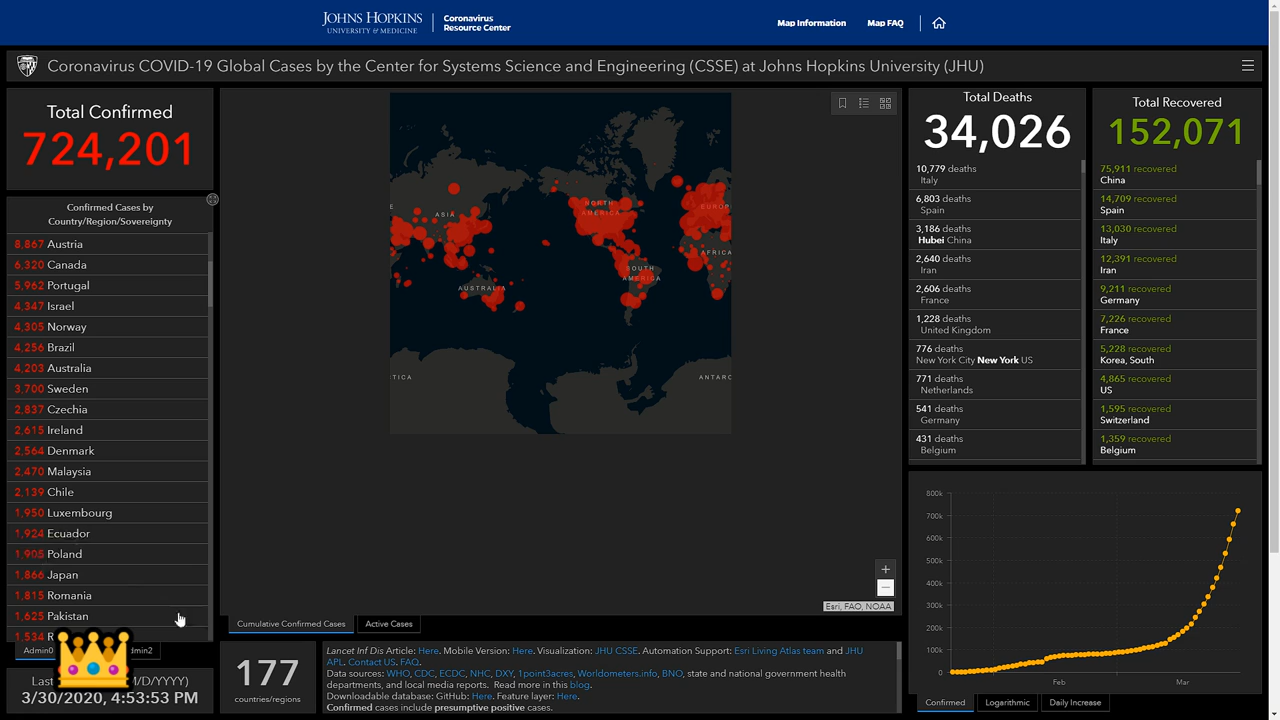 JOHNS HOPKINS
UNIVERSITY & MEDICINE
Coronavirus
Resource Center
Map Information
Map FAQ
Coronavirus COVID-19 Global Cases by the Center for Systems Science and Engineering (CSSE) at Johns Hopkins University (JHU)
Total Confirmed
724,201
Confirmed Cases by
Country/Region/Sovereignty
8,867 Austria
6,320 Canada
5,962 Portugal
4,347 Israel
4,305 Norway
4,256 Brazil
4,203 Australia
3,700 Sweden
2,837 Czechia
2,615 Ireland
2,564 Denmark
2,470 Malaysia
2,139 Chile
1,950 Luxembourg
1,924 Ecuador
1,905 Poland
1,866 Japan
1,815 Romania
1,625 Pakistan
1,534
Admin0
3/30/2020, 4:53:53 PM
ASIA
NORTH
AMERICA
EUROPE
AFRICA
SOUTH
AMERICA
AUSTRALIA
TICA
ANTARC
Esri, FAO, NOAA
Cumulative Confirmed Cases
Active Cases
177
countries/regions
Lancet Inf Dis Article: Here. Mobile Version: Here. Visualization: JHU CSSE. Automation Support: Esri Living Atlas team and JHU
APL. Contact US. FAQ.
Data sources: WHO, CDC, ECDC, NHC, DXY, 1point3acres, Worldometers.info, BNO, state and national government health
departments, and local media reports. Read more in this blog.
Downloadable database: GitHub: Here. Feature layer: Here.
Confirmed cases include presumptive positive cases.
Total Deaths
34,026
10,779 deaths
Italy
6,803 deaths
Spain
3,186 deaths
Hubei China
2,640 deaths
Iran
2,606 deaths
France
1,228 deaths
United Kingdom
776 deaths
New York City New York US
771 deaths
Netherlands
541 deaths
Germany
431 deaths
Belgium
Total Recovered
152,071
75,911 recovered
China
14,709 recovered
Spain
13,030 recovered
Italy
12,391 recovered
Iran
9,211 recovered
Germany
7,226 recovered
France
5,228 recovered
Korea, South
4,865 recovered
US
1,595 recovered
Switzerland
1,359 recovered
Belgium
800k
700k
600k
500k
400k
300k
200k
100k
0
Feb
Mar
Confirmed
Logarithmic
Daily Increase